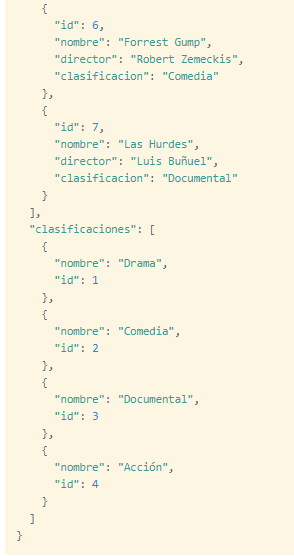 {
"id": 6,
"nombre": "Forrest Gump",
"director": "Robert Zemeckis",
"clasificacion": "Comedia"
},
{
"id": 7,
"nombre": "Las Hurdes",
"director": "Luis Buñuel",
"clasificacion": "Documental"
}
],
"clasificaciones": [
{
"nombre": "Drama",
"id": 1
},
{
"nombre": "Comedia",
"id": 2
},
{
"nombre": "Documental",
"id": 3
},
{
"nombre": "Acción",
"id": 4
}
]
}